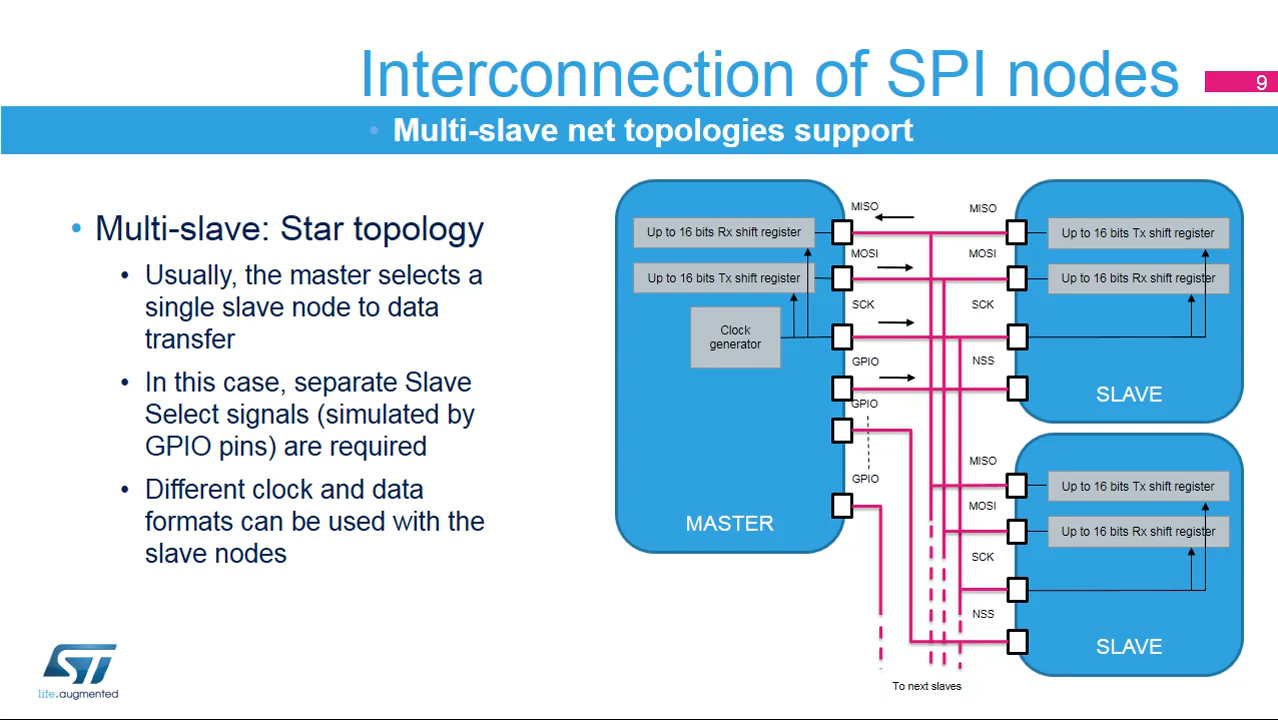 Interconnection of SPI nodes
9
• Multi-slave net topologies support
• Multi-slave: Star topology
• Usually, the master selects a
single slave node to data
transfer
• In this case, separate Slave
Select signals (simulated by
GPIO pins) are required
• Different clock and data
formats can be used with the
slave nodes
Up to 16 bits Rx shift register
Up to 16 bits Tx shift register
Clock
generator
MASTER
MISO
MOSI
SCK
GPIO
GPIO
GPIO
MISO
MOSI
SCK
NSS
Up to 16 bits Tx shift register
Up to 16 bits Rx shift register
SLAVE
MISO
MOSI
SCK
NSS
Up to 16 bits Tx shift register
Up to 16 bits Rx shift register
SLAVE
To next slaves
ST
life.augmented